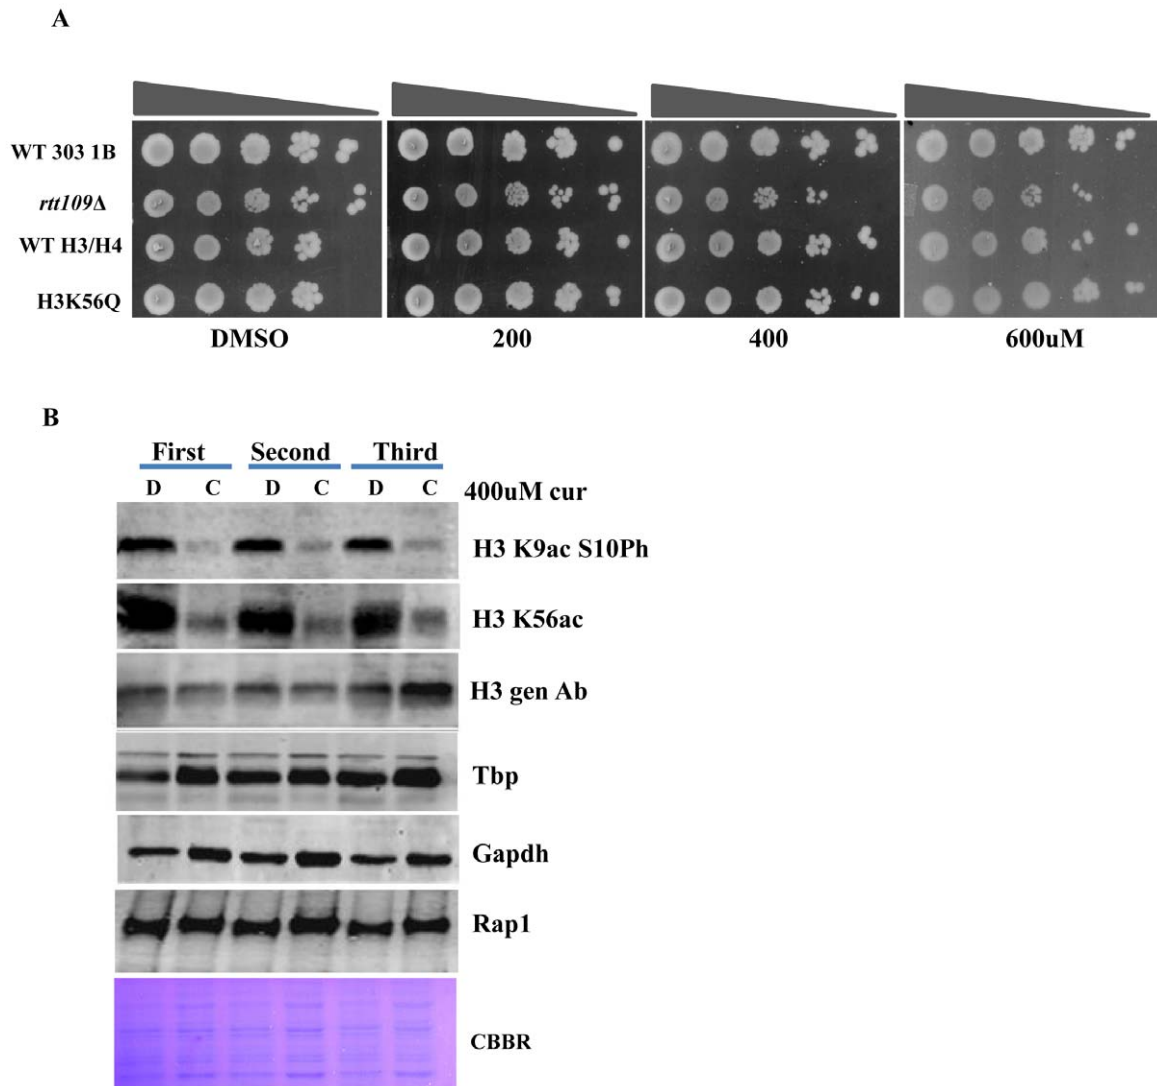 A
WT 303 1B
rtt109Δ
WT H3/H4
H3K56Q
DMSO 200 400 600uM
B
First Second Third
D C D C D C 400uM cur
H3 K9ac S10Ph
H3 K56ac
H3 gen Ab
Tbp
Gapdh
Rap1
CBBR